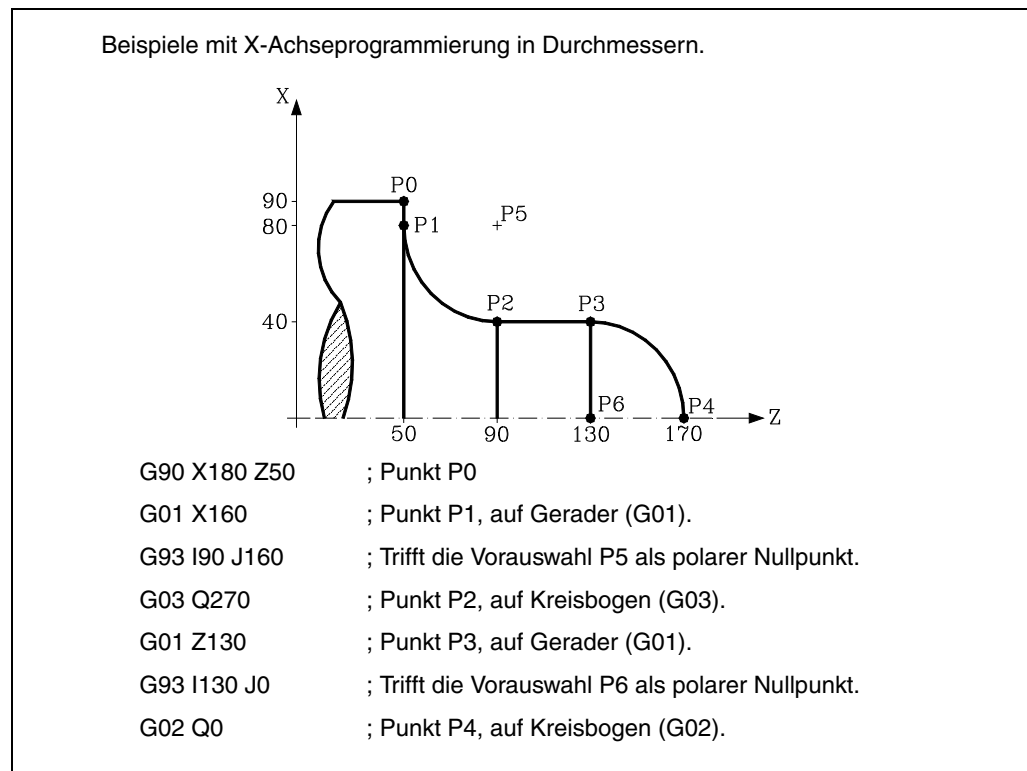 Beispiele mit X-Achseprogrammierung in Durchmessern.
X
P0
90
80
P1
P5
P2
P3
40
P6
P4
Z
50
90
130
170
G90 X180 Z50 ; Punkt P0
G01 X160 ; Punkt P1, auf Gerader (G01).
G93 I90 J160 ; Trifft die Vorauswahl P5 als polarer Nullpunkt.
G03 Q270 ; Punkt P2, auf Kreisbogen (G03).
G01 Z130 ; Punkt P3, auf Gerader (G01).
G93 I130 J0 ; Trifft die Vorauswahl P6 als polarer Nullpunkt.
G02 Q0 ; Punkt P4, auf Kreisbogen (G02).